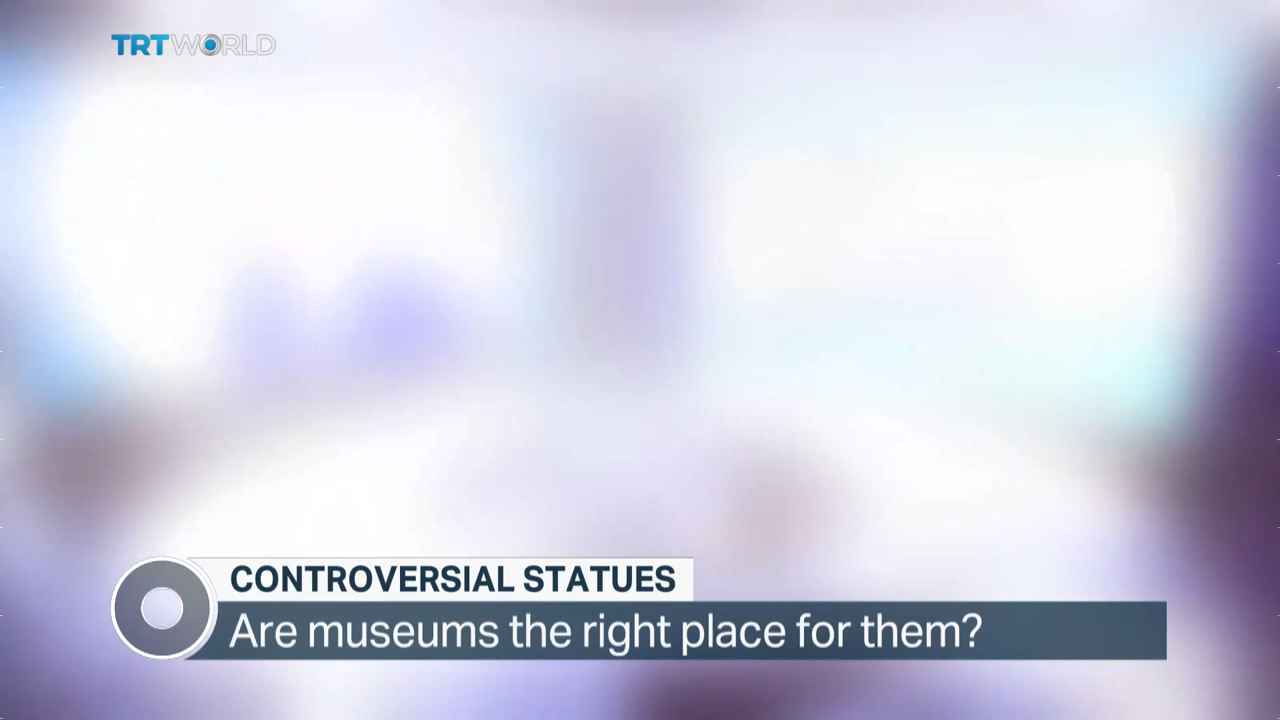 TRT WORLD
CONTROVERSIAL STATUES
Are museums the right place for them?